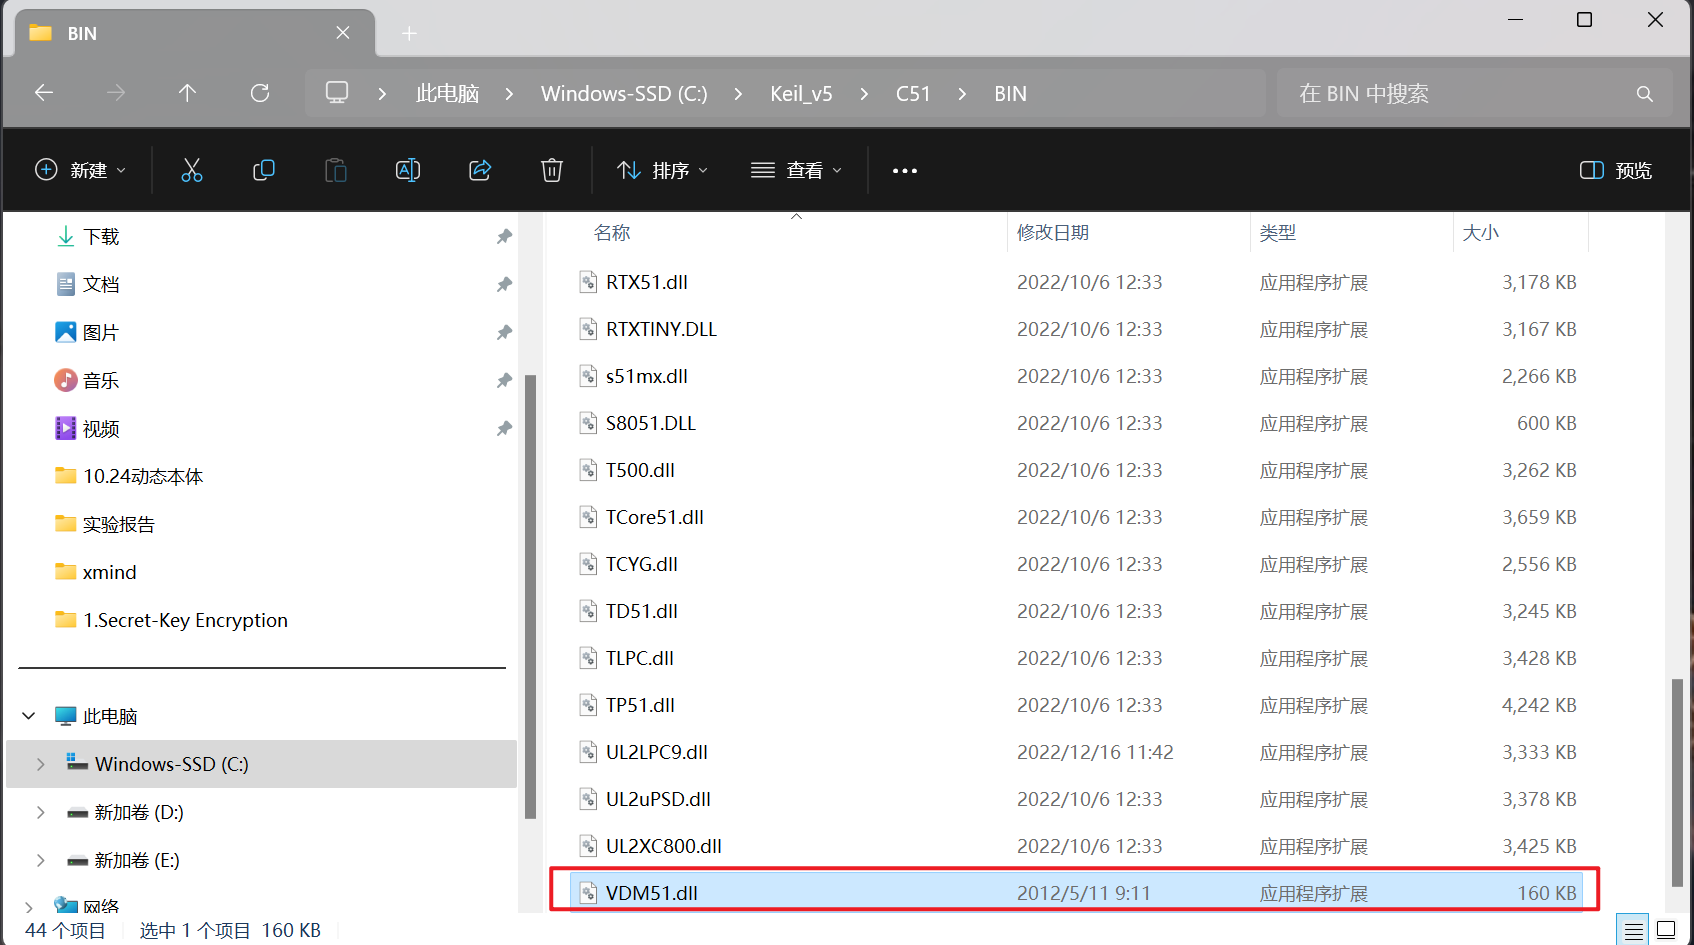 BIN
此电脑 Windows-SSD (C:) Keil_v5 C51 BIN 在 BIN 中搜索
新建 排序 查看 预览
下载
文档
图片
音乐
视频
10.24动态本体
实验报告
xmind
1.Secret-Key Encryption
此电脑
Windows-SSD (C:)
新加卷 (D:)
新加卷 (E:)
网络
名称 修改日期 类型 大小
RTX51.dll 2022/10/6 12:33 应用程序扩展 3,178 KB
RTXTINY.DLL 2022/10/6 12:33 应用程序扩展 3,167 KB
s51mx.dll 2022/10/6 12:33 应用程序扩展 2,266 KB
S8051.DLL 2022/10/6 12:33 应用程序扩展 600 KB
T500.dll 2022/10/6 12:33 应用程序扩展 3,262 KB
TCore51.dll 2022/10/6 12:33 应用程序扩展 3,659 KB
TCYG.dll 2022/10/6 12:33 应用程序扩展 2,556 KB
TD51.dll 2022/10/6 12:33 应用程序扩展 3,245 KB
TLPC.dll 2022/10/6 12:33 应用程序扩展 3,428 KB
TP51.dll 2022/10/6 12:33 应用程序扩展 4,242 KB
UL2LPC9.dll 2022/12/16 11:42 应用程序扩展 3,333 KB
UL2uPSD.dll 2022/10/6 12:33 应用程序扩展 3,378 KB
UL2XC800.dll 2022/10/6 12:33 应用程序扩展 3,425 KB
VDM51.dll 2012/5/11 9:11 应用程序扩展 160 KB
44 个项目 选中 1 个项目 160 KB